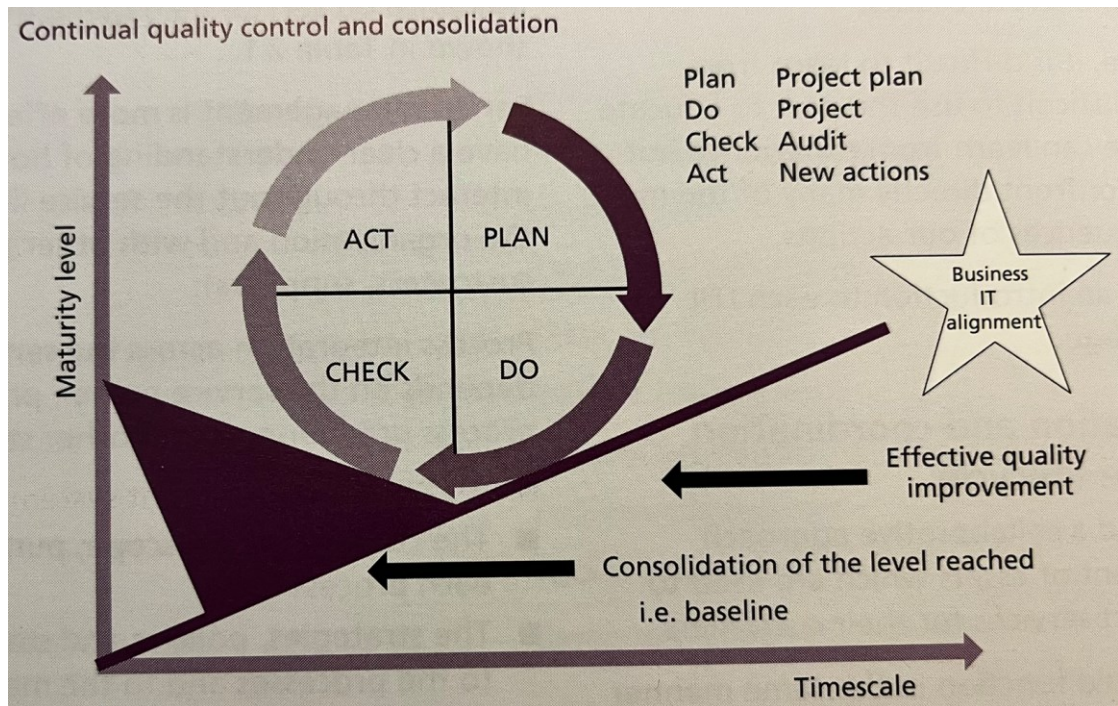 Continual quality control and consolidation
Plan Project plan
Do Project
Check Audit
Act New actions
Maturity level
ACT PLAN
CHECK DO
Business
IT
alignment
Effective quality
improvement
Consolidation of the level reached
i.e. baseline
Timescale